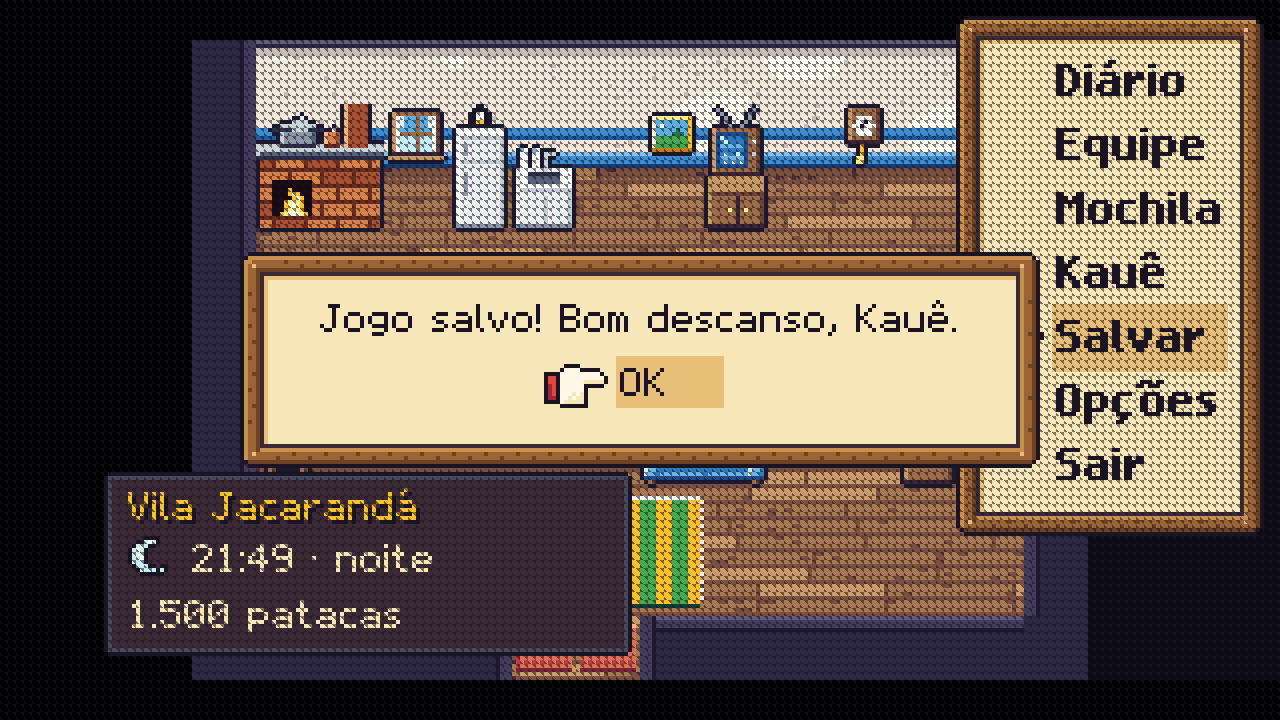 Diário
Equipe
Mochila
Kauê
Salvar
Opções
Sair
Jogo salvo! Bom descanso, Kauê.
OK
Vila Jacarandá
21:49 · noite
1.500 patacas